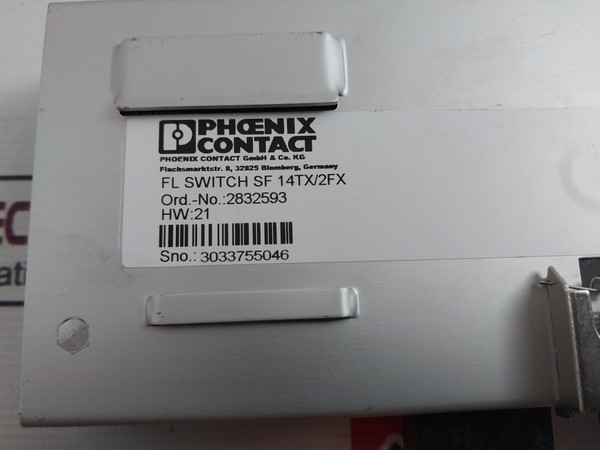 PHOENIX
CONTACT
PHOENIX CONTACT GmbH & Co. KG
Flachsmarktstr. 8, 32825 Blomberg, Germany
FL SWITCH SF 14TX/2FX
Ord.-No.:2832593
HW:21
Sno.: 3033755046